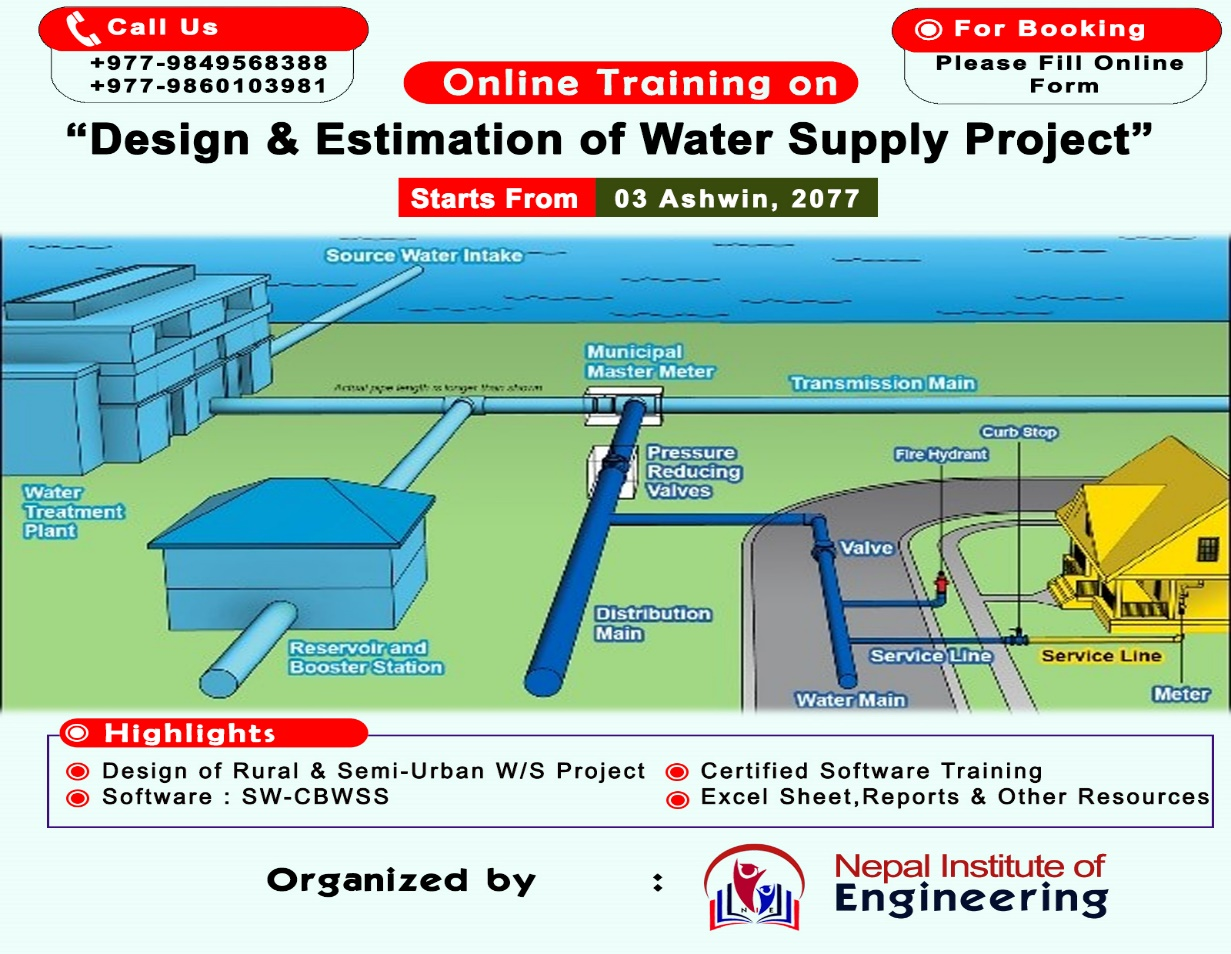 Call Us
+977-9849568388
+977-9860103981
For Booking
Please Fill Online
Form
Online Training on
“Design & Estimation of Water Supply Project”
Starts From 03 Ashwin, 2077
Source Water Intake
Municipal
Master Meter
Actual pipe length is longer than shown
Transmission Main
Curb Stop
Fire Hydrant
Pressure
Reducing
Valves
Water
Treatment
Plant
Valve
Distribution
Main
Reservoir and
Booster Station
Service Line
Service Line
Water Main
Meter
Highlights
Design of Rural & Semi-Urban W/S Project
Software : SW-CBWSS
Certified Software Training
Excel Sheet,Reports & Other Resources
Organized by :
N I E
Nepal Institute of
Engineering